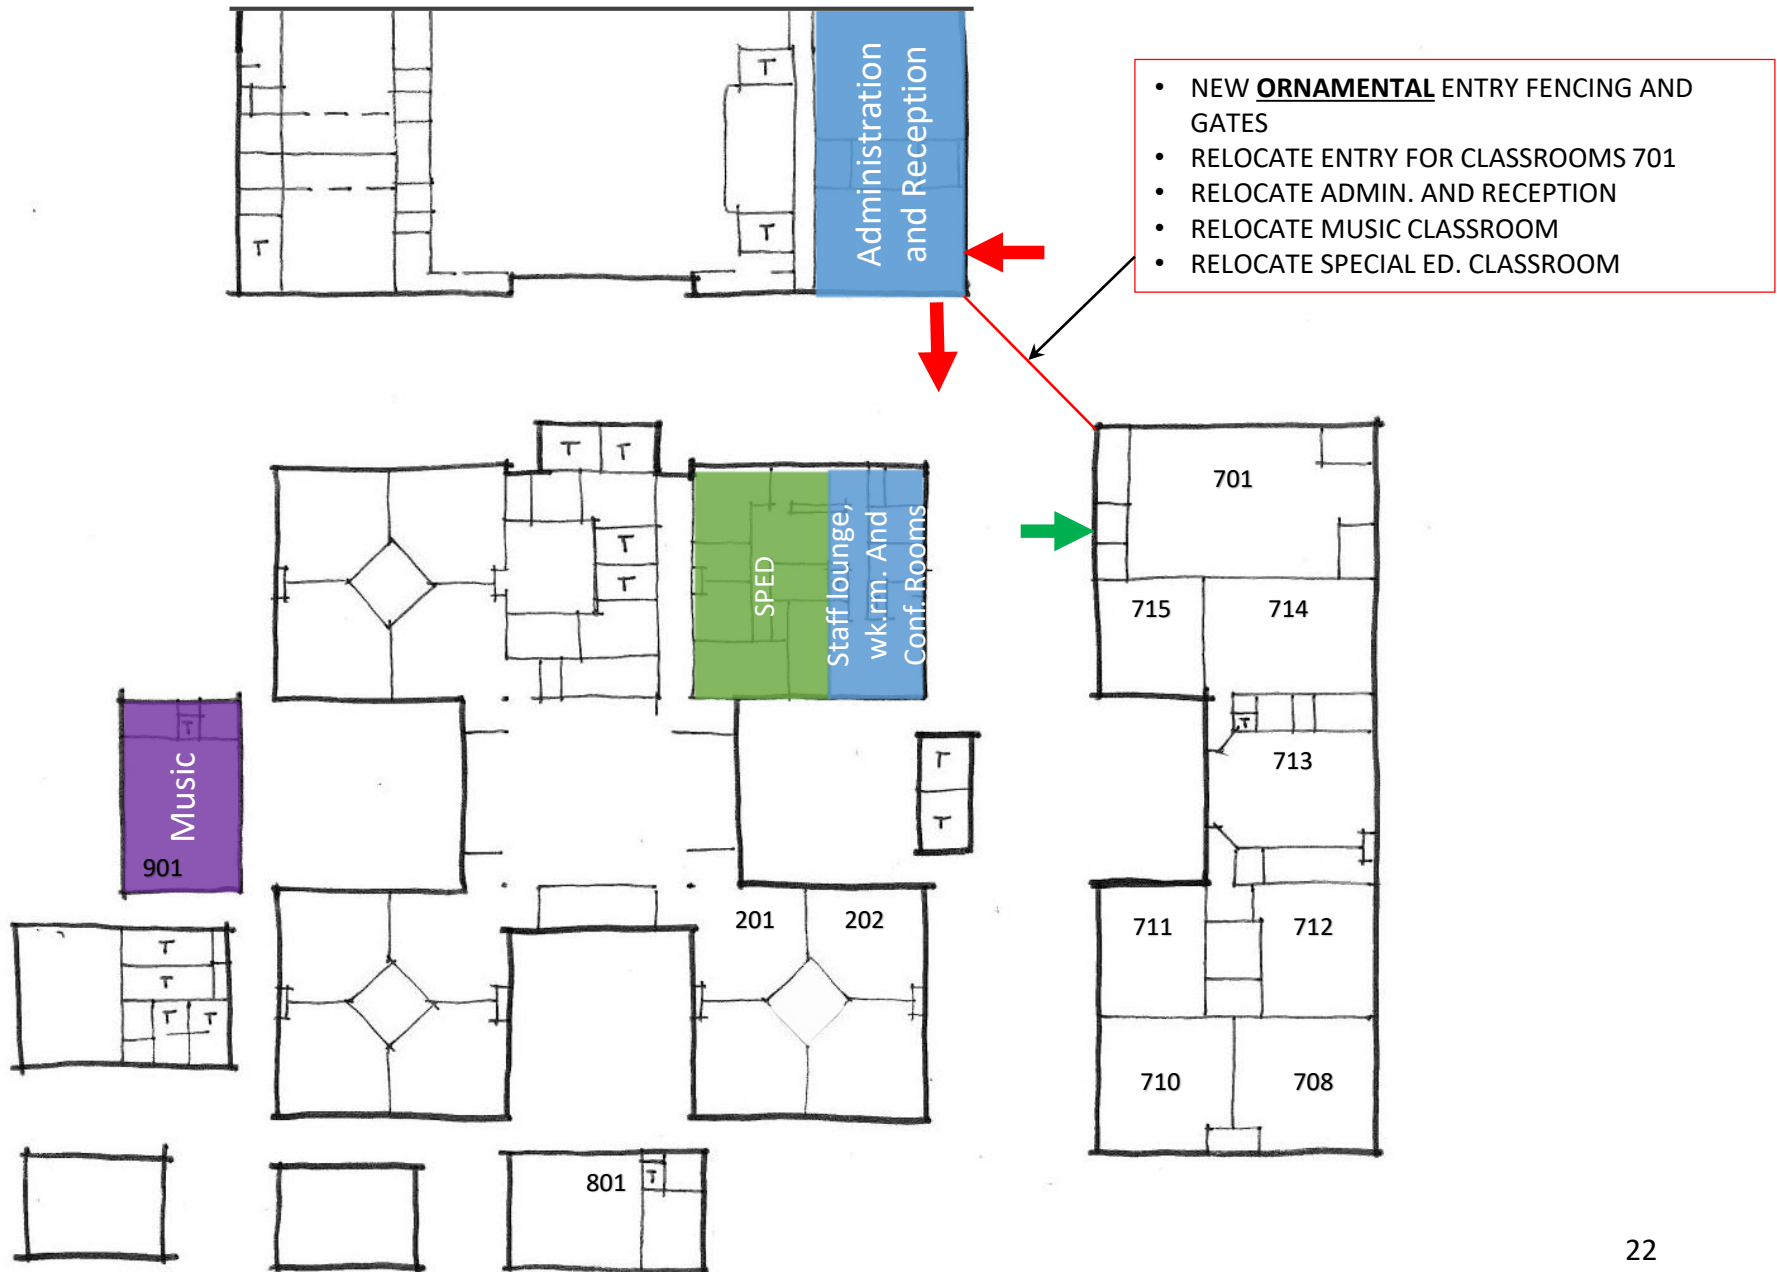 T
Administration
and Reception
T
T
• NEW ORNAMENTAL ENTRY FENCING AND
GATES
• RELOCATE ENTRY FOR CLASSROOMS 701
• RELOCATE ADMIN. AND RECEPTION
• RELOCATE MUSIC CLASSROOM
• RELOCATE SPECIAL ED. CLASSROOM
T T
T
T
SPED
Staff lounge,
wk.rm. And
Conf. Rooms
701
715 714
T
713
T
Music
901
T
T
201 202
711 712
T
T
T T
710 708
801 T
22